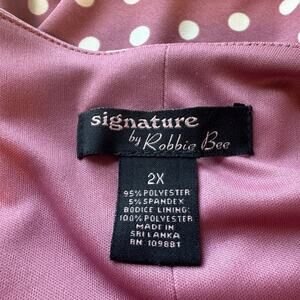 signature
by Robbie Bee
2X
95% POLYESTER
5% SPANDEX
BODICE LINING:
100% POLYESTER
MADE IN
SRI LANKA
RN 109881